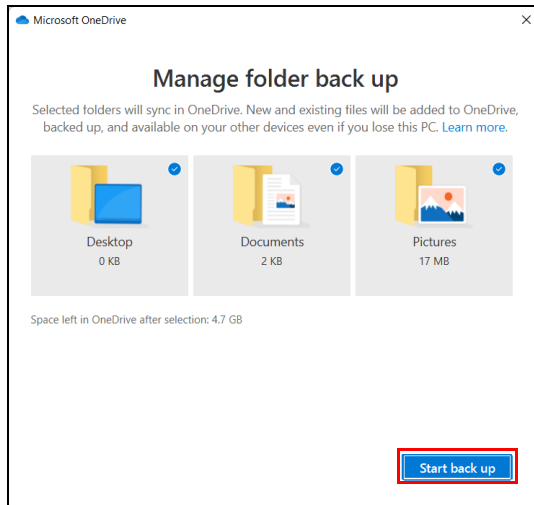 Microsoft OneDrive
Manage folder back up
Selected folders will sync in OneDrive. New and existing files will be added to OneDrive,
backed up, and available on your other devices even if you lose this PC. Learn more.
Desktop
0 KB
Documents
2 KB
Pictures
17 MB
Space left in OneDrive after selection: 4.7 GB
Start back up